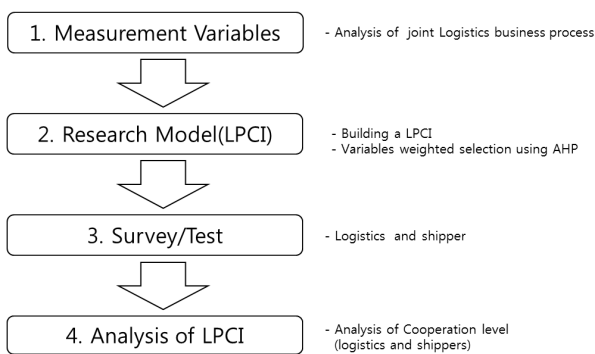 1. Measurement Variables
- Analysis of joint Logistics business process
2. Research Model(LPCI)
- Building a LPCI
- Variables weighted selection using AHP
3. Survey/Test
- Logistics and shipper
4. Analysis of LPCI
- Analysis of Cooperation level
(logistics and shippers)